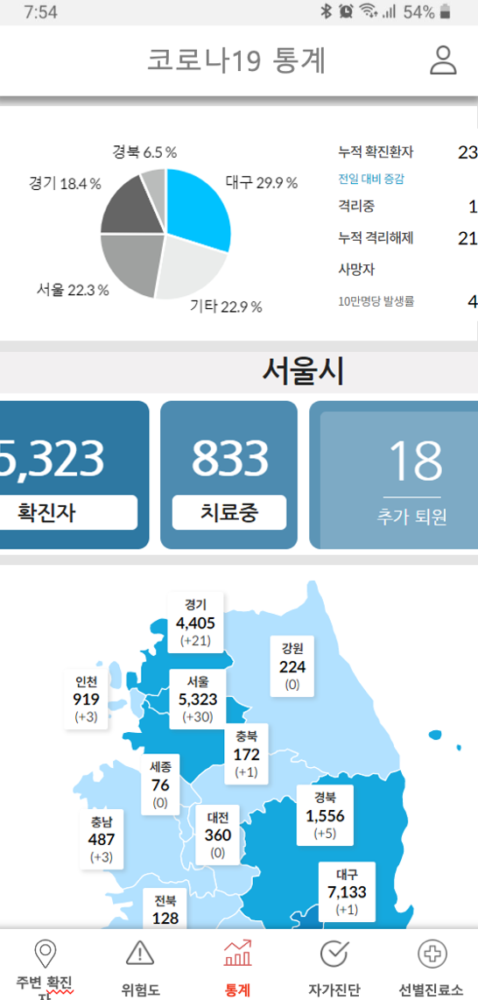 7:54
54%
코로나19 통계
경북 6.5 %
경기 18.4 %
대구 29.9 %
서울 22.3 %
기타 22.9 %
누적 확진환자 23
전일 대비 증감
격리중 1
누적 격리해제 21
사망자
10만명당 발생률 4
서울시
5,323
확진자
833
치료중
18
추가 퇴원
경기
4,405
(+21)
강원
224
(0)
인천
919
(+3)
서울
5,323
(+30)
충북
172
(+1)
세종
76
(0)
경북
1,556
(+5)
대전
360
(0)
충남
487
(+3)
대구
7,133
(+1)
전북
128
주변 확진
자
위험도
통계
자가진단
선별진료소